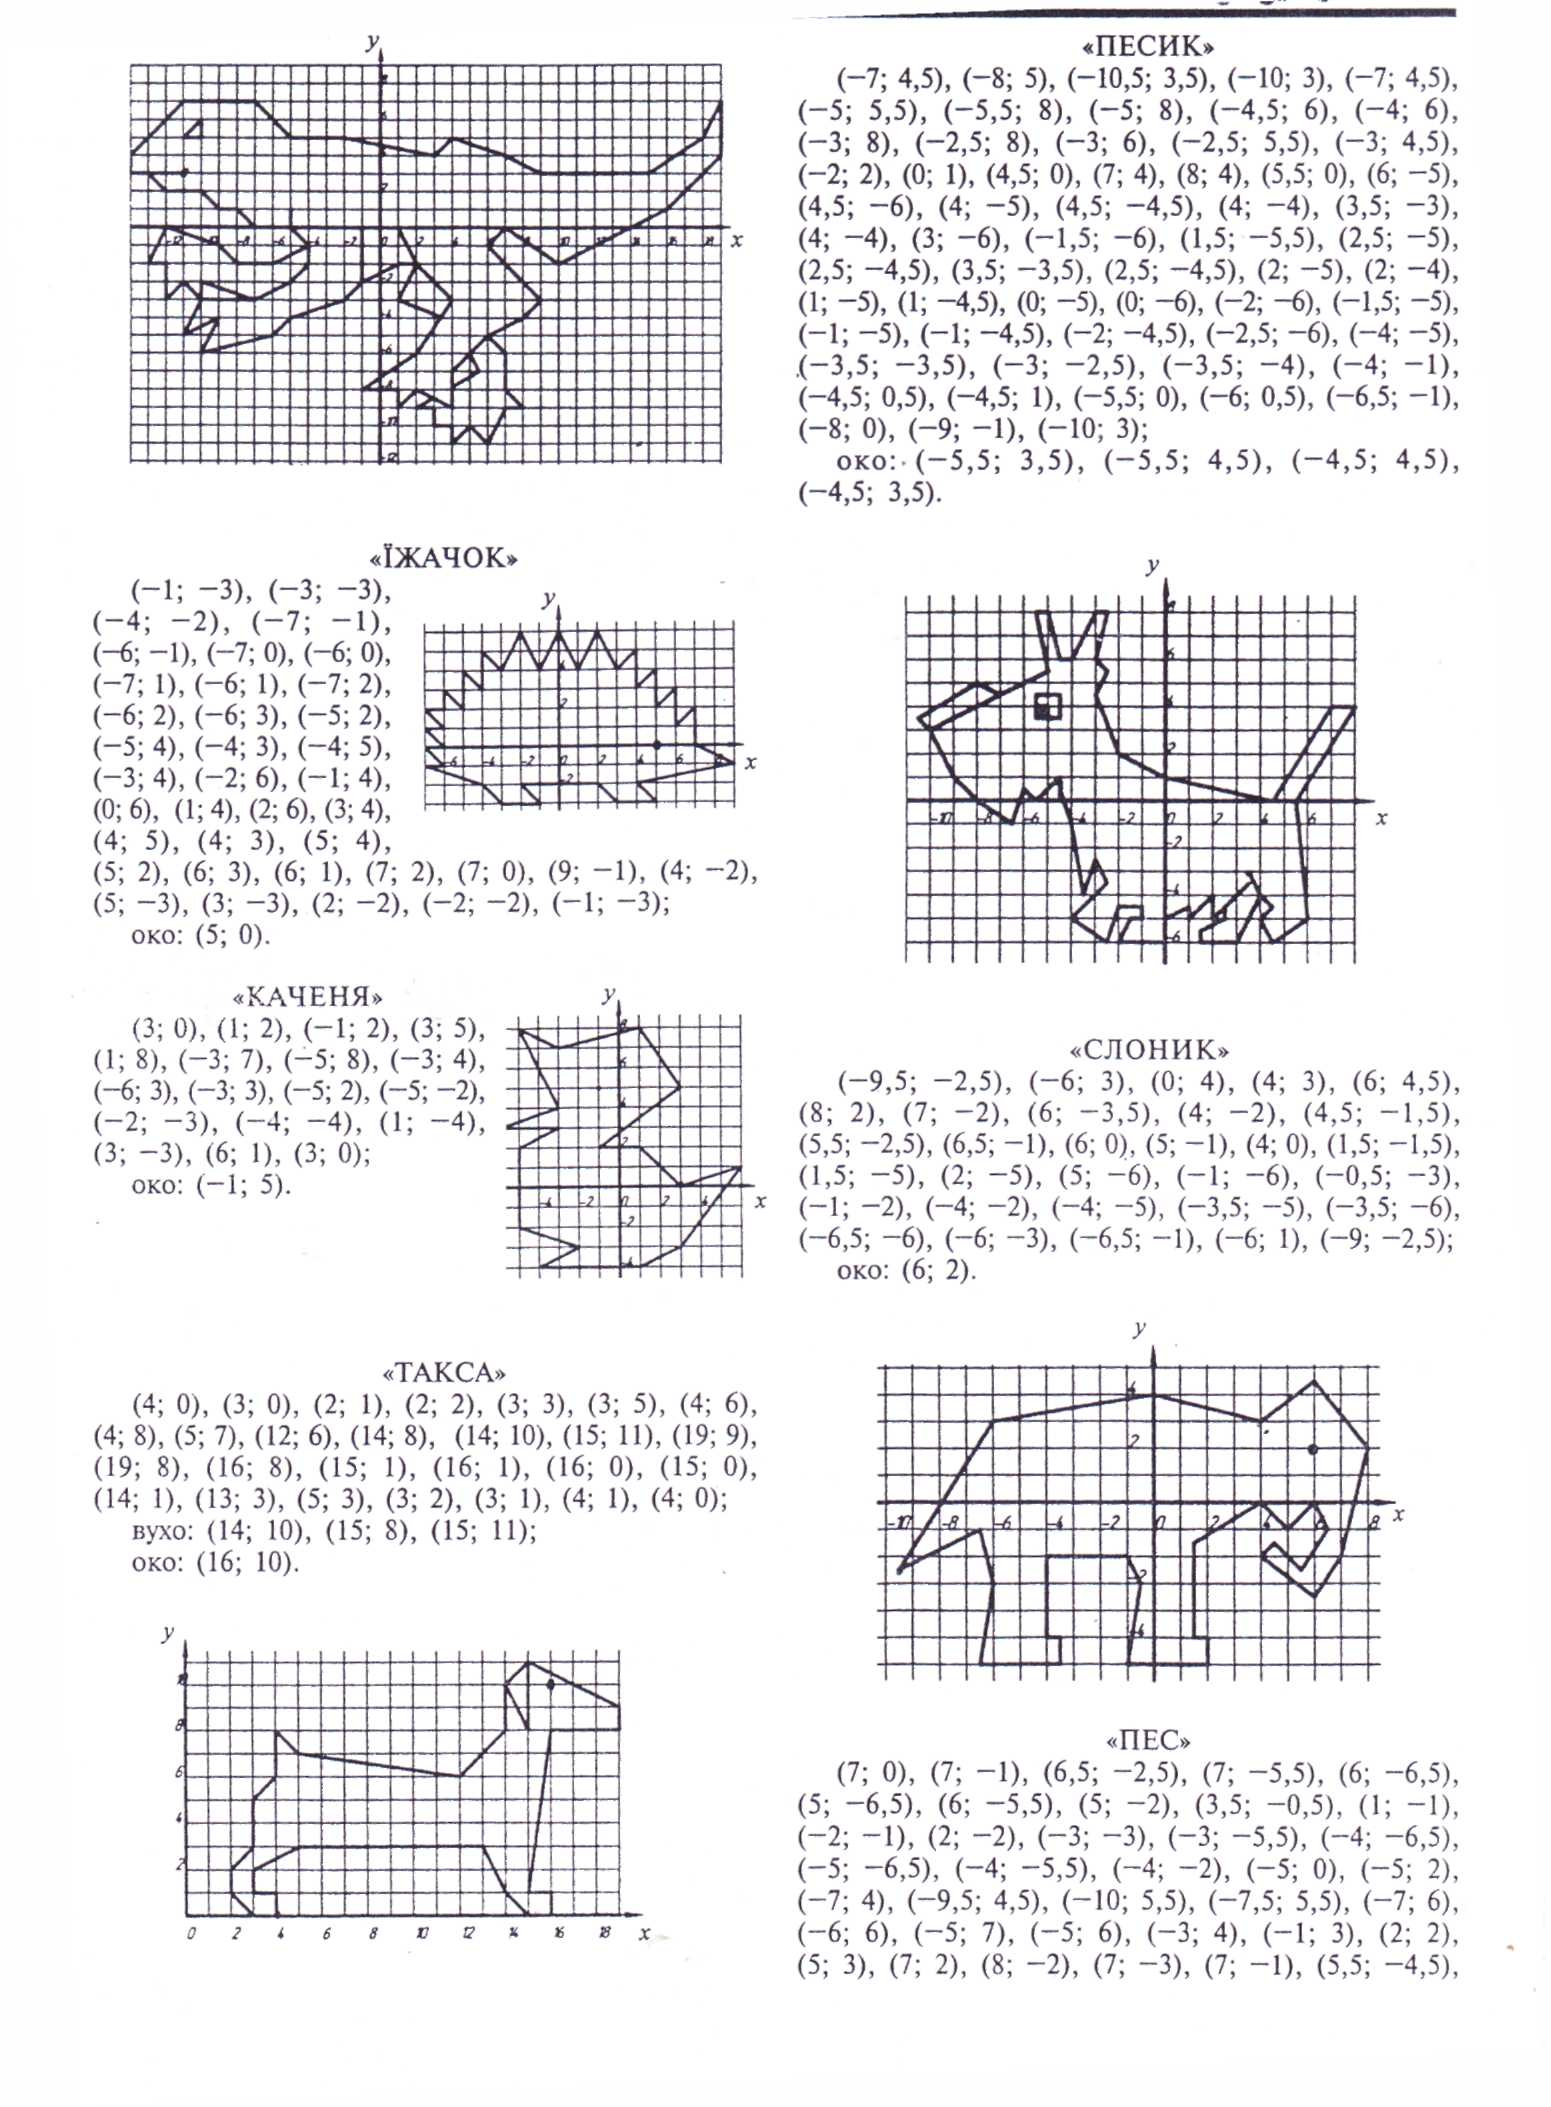 «ЇЖАЧОК»
(−1; −3), (−3; −3),
(−4; −2), (−7; −1),
(−6; −1), (−7; 0), (−6; 0),
(−7; 1), (−6; 1), (−7; 2),
(−6; 2), (−6; 3), (−5; 2),
(−5; 4), (−4; 3), (−4; 5),
(−3; 4), (−2; 6), (−1; 4),
(0; 6), (1; 4), (2; 6), (3; 4),
(4; 5), (4; 3), (5; 4),
(5; 2), (6; 3), (6; 1), (7; 2), (7; 0), (9; −1), (4; −2),
(5; −3), (3; −3), (2; −2), (−2; −2), (−1; −3);
око: (5; 0).
«КАЧЕНЯ»
(3; 0), (1; 2), (−1; 2), (3; 5),
(1; 8), (−3; 7), (−5; 8), (−3; 4),
(−6; 3), (−3; 3), (−5; 2), (−5; −2),
(−2; −3), (−4; −4), (1; −4),
(3; −3), (6; 1), (3; 0);
око: (−1; 5).
«ТАКСА»
(4; 0), (3; 0), (2; 1), (2; 2), (3; 3), (3; 5), (4; 6),
(4; 8), (5; 7), (12; 6), (14; 8), (14; 10), (15; 11), (19; 9),
(19; 8), (16; 8), (15; 1), (16; 1), (16; 0), (15; 0),
(14; 1), (13; 3), (5; 3), (3; 2), (3; 1), (4; 1), (4; 0);
вухо: (14; 10), (15; 8), (15; 11);
око: (16; 10).
y
10
8
6
4
2
0 2 4 6 8 10 12 14 16 18 x
«ПЕСИК»
(−7; 4,5), (−8; 5), (−10,5; 3,5), (−10; 3), (−7; 4,5),
(−5; 5,5), (−5,5; 8), (−5; 8), (−4,5; 6), (−4; 6),
(−3; 8), (−2,5; 8), (−3; 6), (−2,5; 5,5), (−3; 4,5),
(−2; 2), (0; 1), (4,5; 0), (7; 4), (8; 4), (5,5; 0), (6; −5),
(4,5; −6), (4; −5), (4,5; −4,5), (4; −4), (3,5; −3),
(4; −4), (3; −6), (−1,5; −6), (1,5; −5,5), (2,5; −5),
(2,5; −4,5), (3,5; −3,5), (2,5; −4,5), (2; −5), (2; −4),
(1; −5), (1; −4,5), (0; −5), (0; −6), (−2; −6), (−1,5; −5),
(−1; −5), (−1; −4,5), (−2; −4,5), (−2,5; −6), (−4; −5),
(−3,5; −3,5), (−3; −2,5), (−3,5; −4), (−4; −1),
(−4,5; 0,5), (−4,5; 1), (−5,5; 0), (−6; 0,5), (−6,5; −1),
(−8; 0), (−9; −1), (−10; 3);
око: (−5,5; 3,5), (−5,5; 4,5), (−4,5; 4,5),
(−4,5; 3,5).
«СЛОНИК»
(−9,5; −2,5), (−6; 3), (0; 4), (4; 3), (6; 4,5),
(8; 2), (7; −2), (6; −3,5), (4; −2), (4,5; −1,5),
(5,5; −2,5), (6,5; −1), (6; 0), (5; −1), (4; 0), (1,5; −1,5),
(1,5; −5), (2; −5), (5; −6), (−1; −6), (−0,5; −3),
(−1; −2), (−4; −2), (−4; −5), (−3,5; −5), (−3,5; −6),
(−6,5; −6), (−6; −3), (−6,5; −1), (−6; 1), (−9; −2,5);
око: (6; 2).
«ПЕС»
(7; 0), (7; −1), (6,5; −2,5), (7; −5,5), (6; −6,5),
(5; −6,5), (6; −5,5), (5; −2), (3,5; −0,5), (1; −1),
(−2; −1), (2; −2), (−3; −3), (−3; −5,5), (−4; −6,5),
(−5; −6,5), (−4; −5,5), (−4; −2), (−5; 0), (−5; 2),
(−7; 4), (−9,5; 4,5), (−10; 5,5), (−7,5; 5,5), (−7; 6),
(−6; 6), (−5; 7), (−5; 6), (−3; 4), (−1; 3), (2; 2),
(5; 3), (7; 2), (8; −2), (7; −3), (7; −1), (5,5; −4,5),